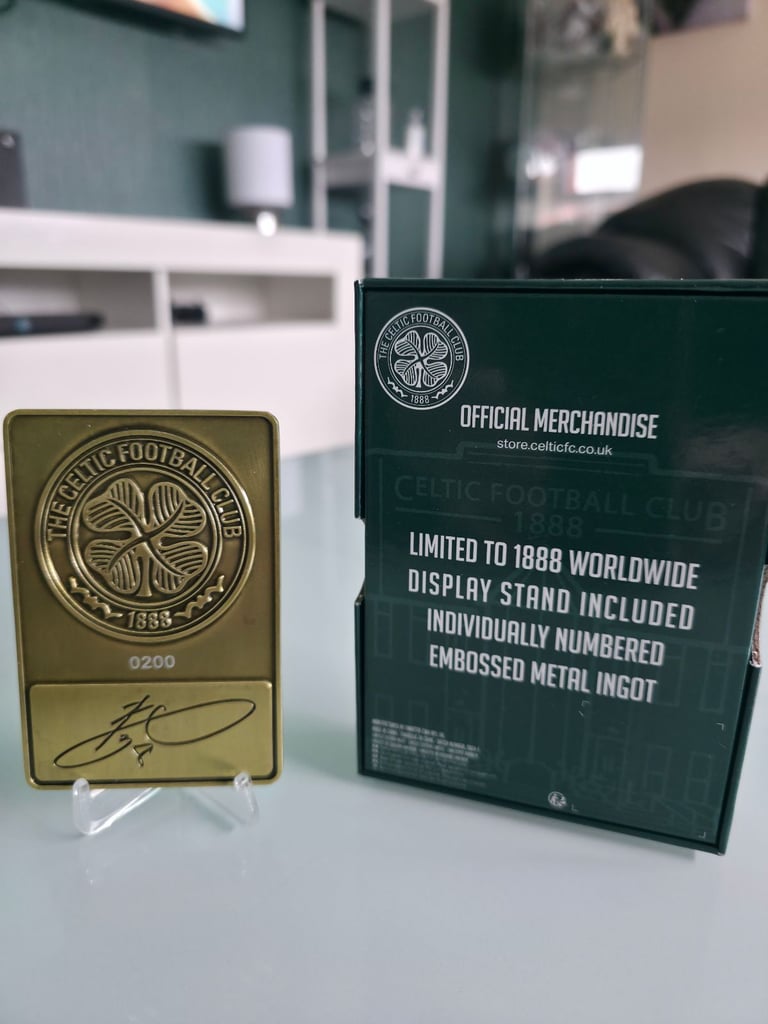 THE CELTIC FOOTBALL CLUB
1888
0200
THE CELTIC FOOTBALL CLUB
1888
OFFICIAL MERCHANDISE
store.celticfc.co.uk
CELTIC FOOTBALL CLUB
1888
LIMITED TO 1888 WORLDWIDE
DISPLAY STAND INCLUDED
INDIVIDUALLY NUMBERED
EMBOSSED METAL INGOT